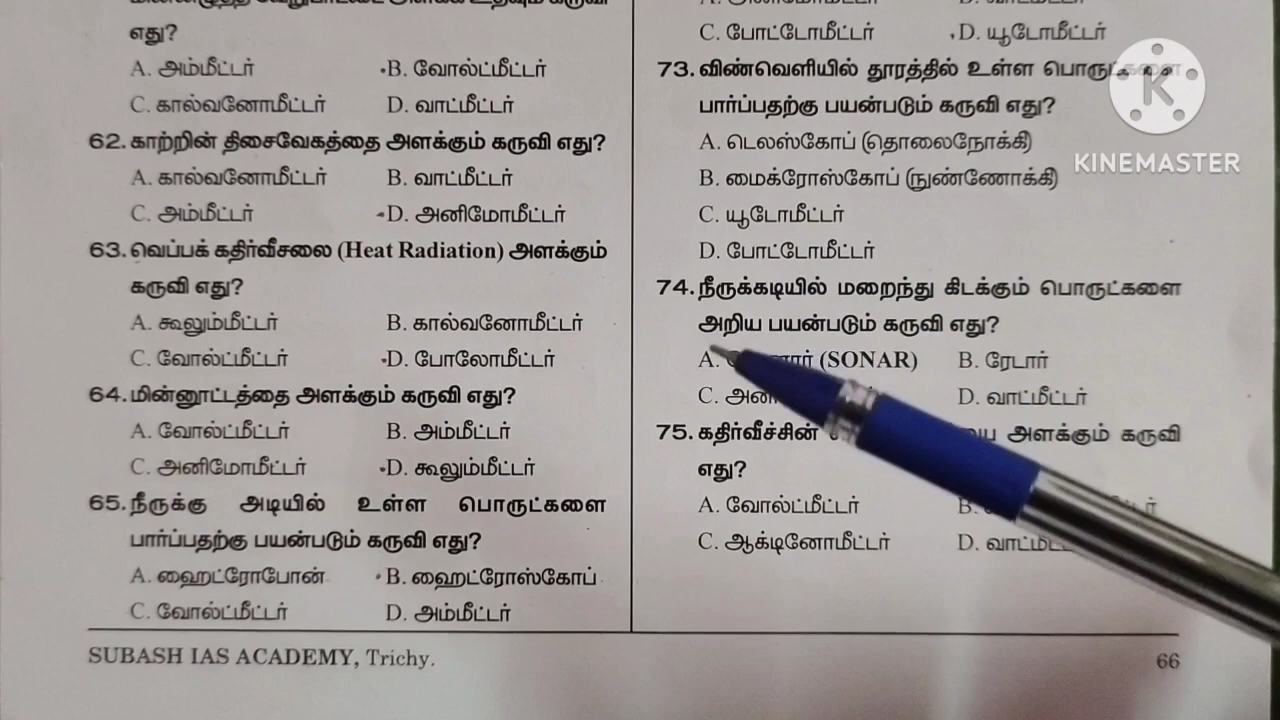 எது?
A. அம்மீட்டர் B. வோல்ட்மீட்டர்
C. கால்வனோமீட்டர் D. வாட்மீட்டர்
62. காற்றின் திசைவேகத்தை அளக்கும் கருவி எது?
A. கால்வனோமீட்டர் B. வாட்மீட்டர்
C. அம்மீட்டர் D. அனிமோமீட்டர்
63. வெப்பக் கதிர்வீசலை (Heat Radiation) அளக்கும்
கருவி எது?
A. கூலும்மீட்டர் B. கால்வனோமீட்டர்
C. வோல்ட்மீட்டர் D. போலோமீட்டர்
64. மின்னூட்டத்தை அளக்கும் கருவி எது?
A. வோல்ட்மீட்டர் B. அம்மீட்டர்
C. அனிமோமீட்டர் D. கூலும்மீட்டர்
65. நீருக்கு அடியில் உள்ள பொருட்களை
பார்ப்பதற்கு பயன்படும் கருவி எது?
A. ஹைட்ரோபோன் B. ஹைட்ரோஸ்கோப்
C. வோல்ட்மீட்டர் D. அம்மீட்டர்
C. போட்டோமீட்டர் D. யூடோமீட்டர்
73. விண்வெளியில் தூரத்தில் உள்ள பொருட்களை
பார்ப்பதற்கு பயன்படும் கருவி எது?
A. டெலஸ்கோப் (தொலைநோக்கி)
B. மைக்ரோஸ்கோப் (நுண்ணோக்கி)
C. யூடோமீட்டர்
D. போட்டோமீட்டர்
74. நீருக்கடியில் மறைந்து கிடக்கும் பொருட்களை
அறிய பயன்படும் கருவி எது?
A. (SONAR) B. ரேடார்
C. D. வாட்மீட்டர்
75. கதிர்வீச்சின் அளக்கும் கருவி
எது?
A. வோல்ட்மீட்டர் B.
C. ஆக்டினோமீட்டர் D.
SUBASH IAS ACADEMY, Trichy. 66
K
KINEMASTER